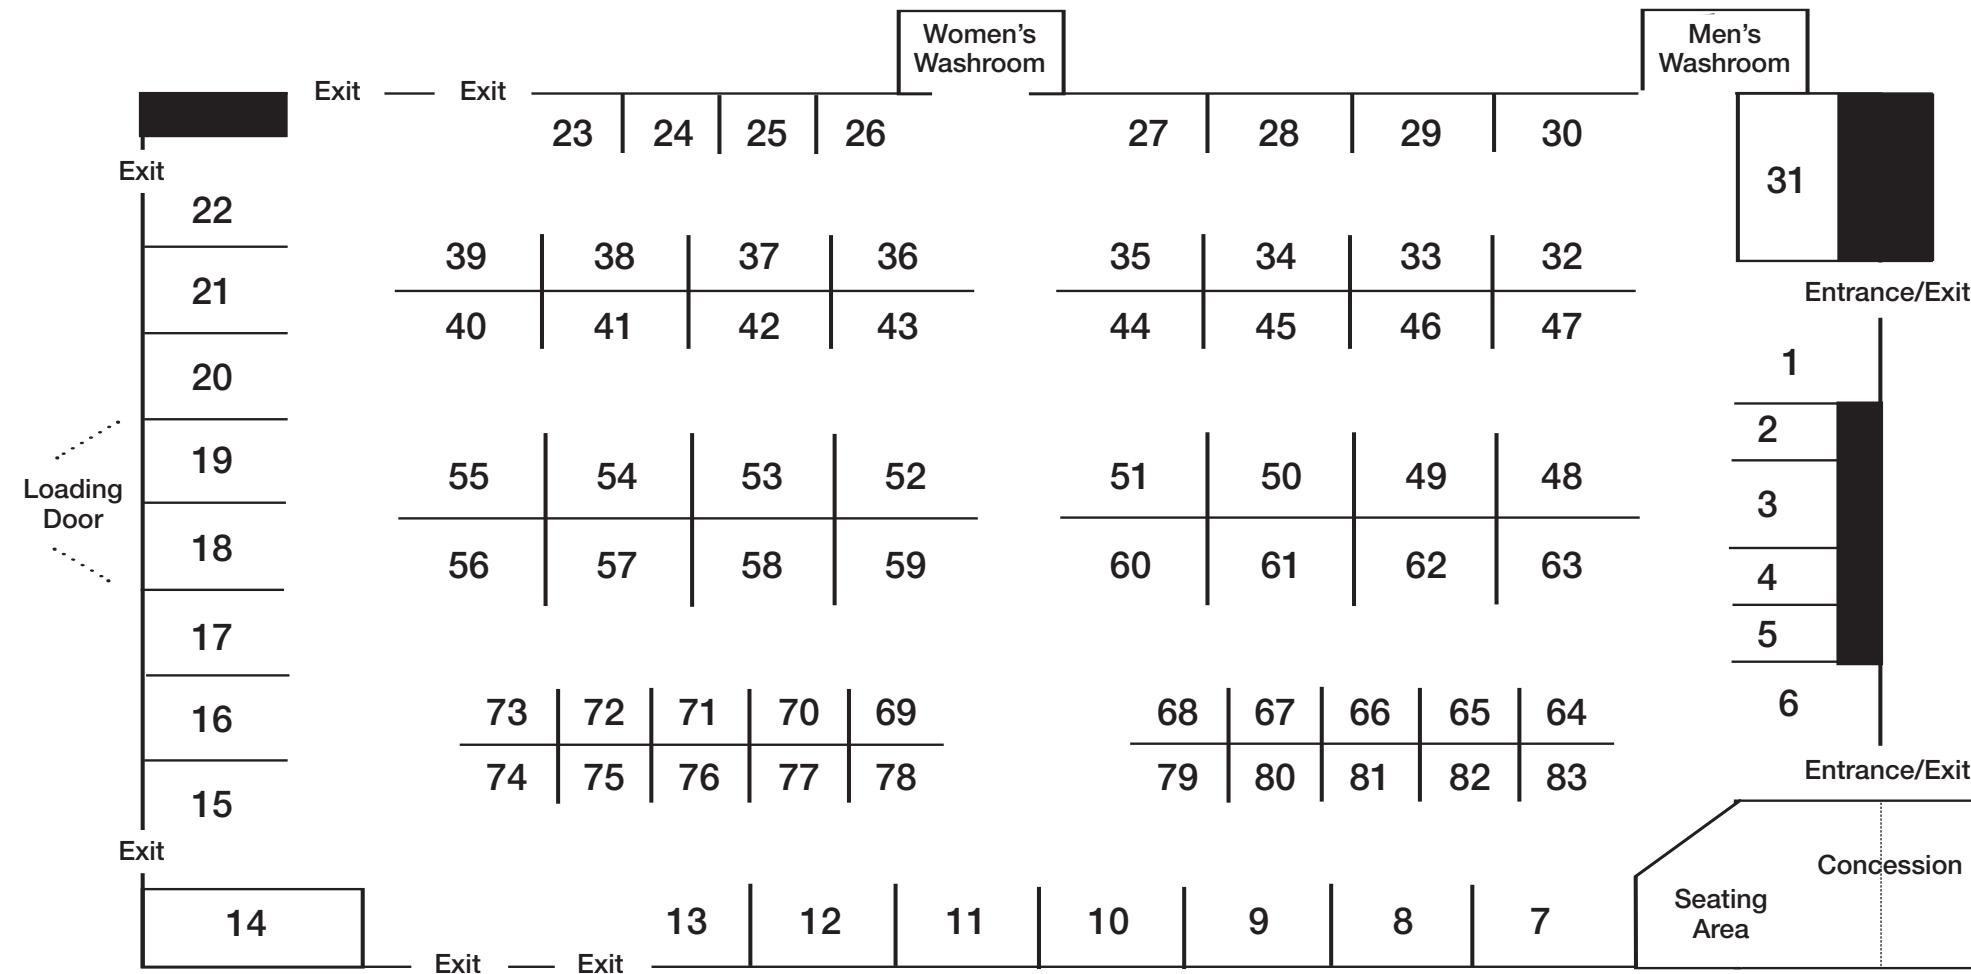 Women's
Washroom
Men's
Washroom
Exit Exit
23 24 25 26 27 28 29 30
Exit
31
22
39 38 37 36 35 34 33 32
21
Entrance/Exit
40 41 42 43 44 45 46 47
1
20
2
19
55 54 53 52 51 50 49 48
Loading
Door
3
18
56 57 58 59 60 61 62 63
4
17
5
16
73 72 71 70 69 68 67 66 65 64
6
74 75 76 77 78 79 80 81 82 83
Entrance/Exit
15
Exit
Concession
Seating
Area
14
13 12 11 10 9 8 7
Exit Exit